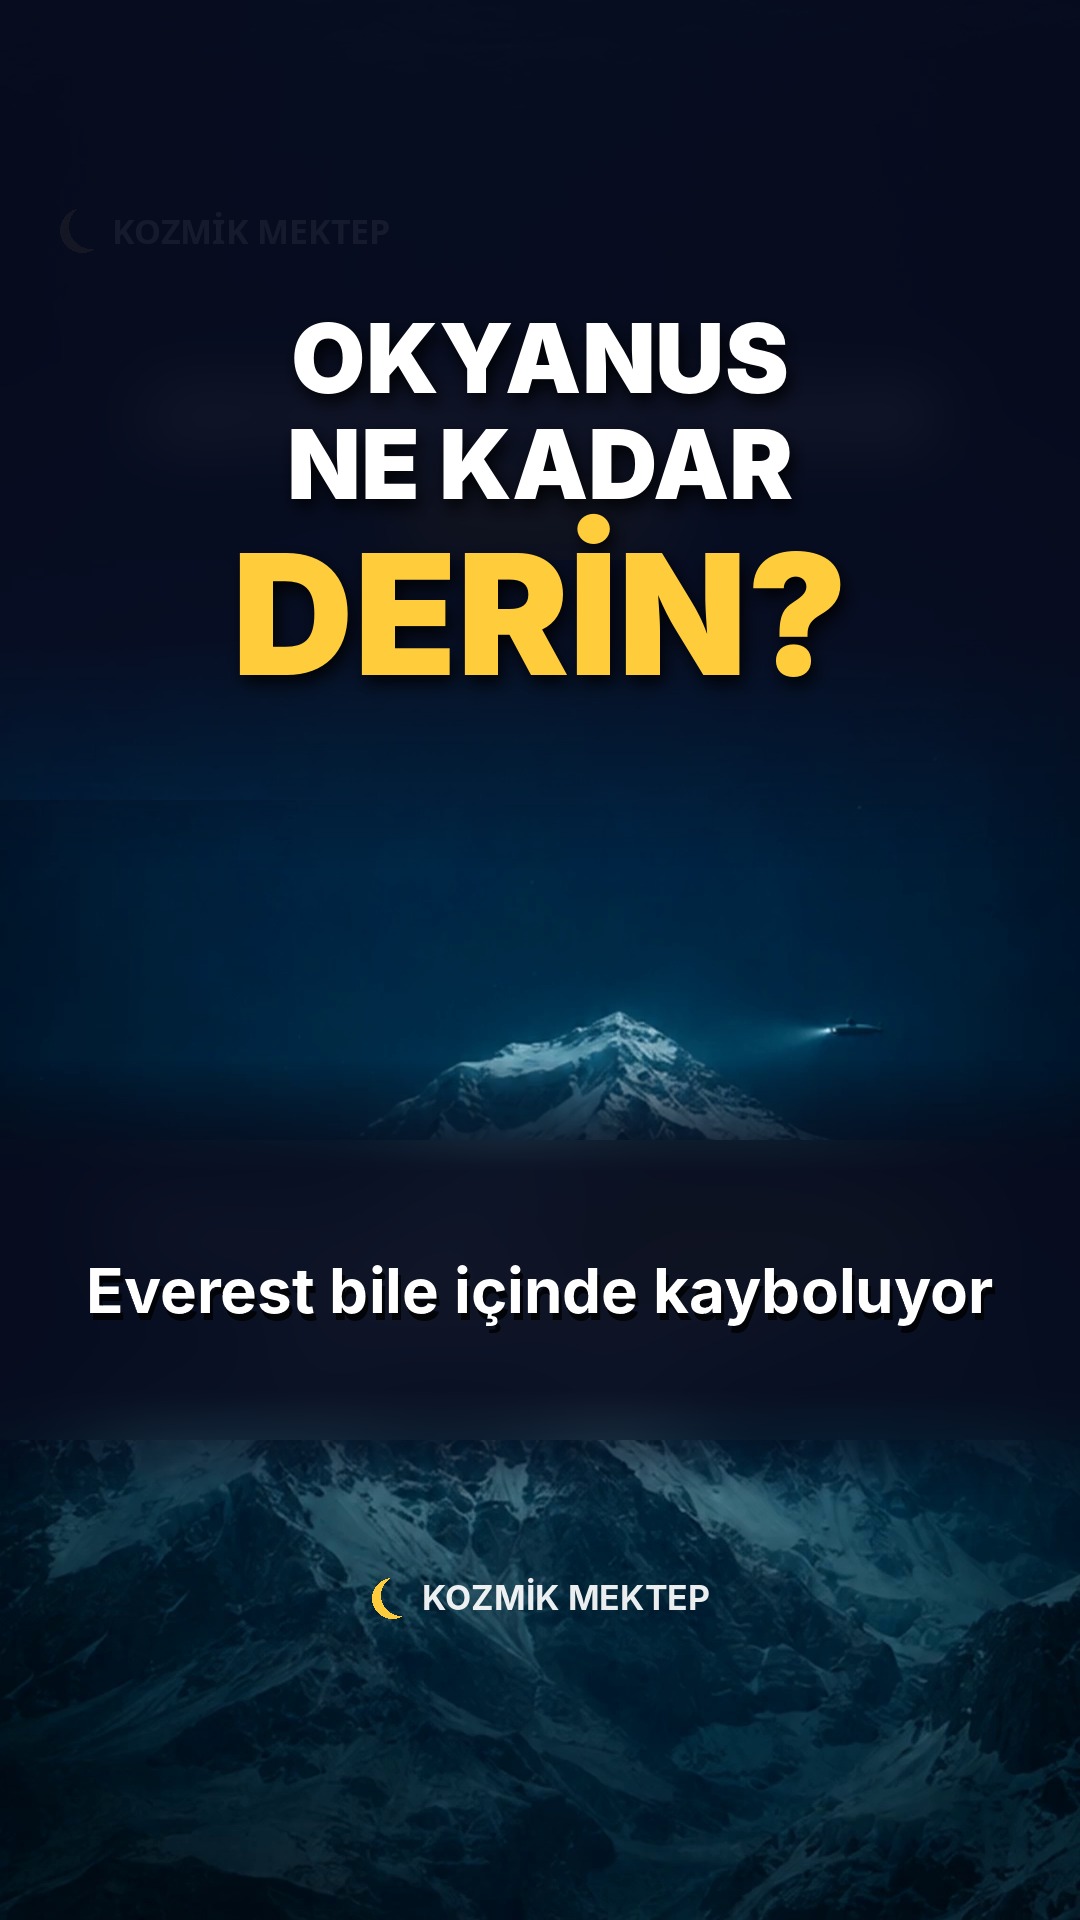 KOZMİK MEKTEP
OKYANUS
NE KADAR
DERİN?
Everest bile içinde kayboluyor
KOZMİK MEKTEP